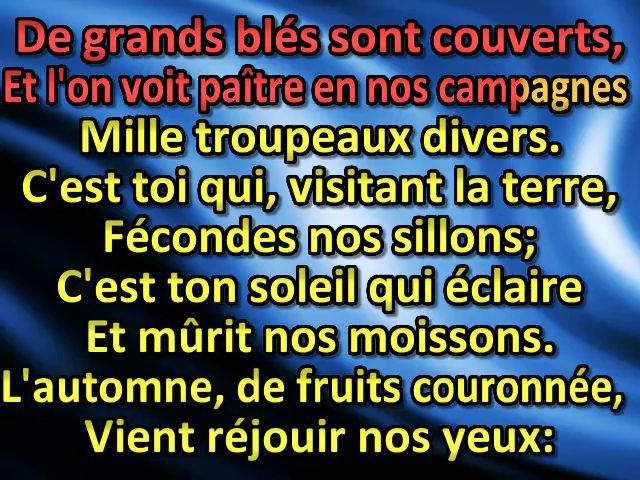 De grands blés sont couverts,
Et l'on voit paître en nos campagnes
Mille troupeaux divers.
C'est toi qui, visitant la terre,
Fécondes nos sillons;
C'est ton soleil qui éclaire
Et mûrit nos moissons.
L'automne, de fruits couronnée,
Vient réjouir nos yeux: